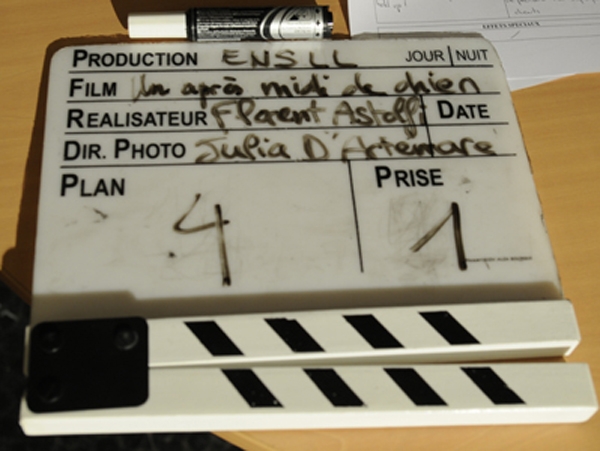 PRODUCTION ENSLL JOUR|NUIT
FILM Un après midi de chien
REALISATEUR Florent Astolfi DATE
DIR. PHOTO Julia D'Artemare
PLAN PRISE
4 1